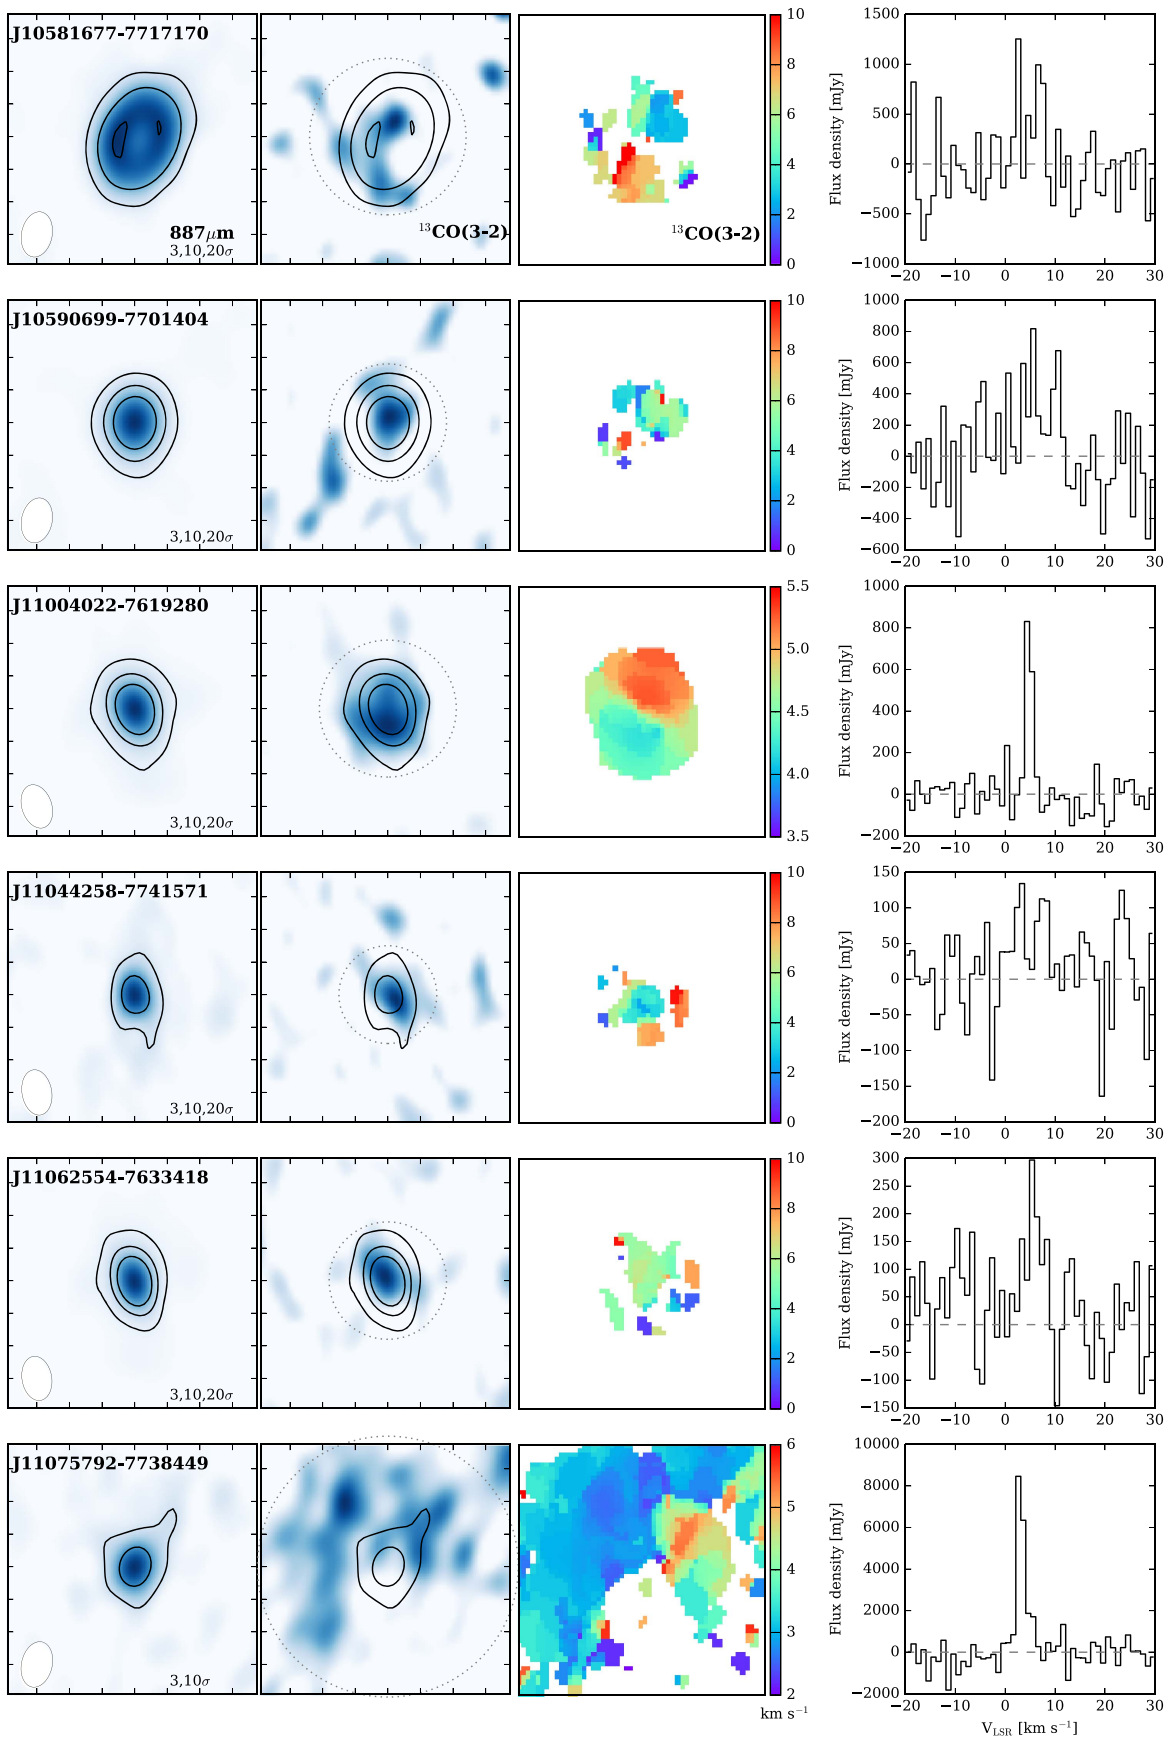 J10581677-7717170
887μm
3,10,20σ
¹³CO(3-2)
¹³CO(3-2)
10
8
6
4
2
0
Flux density [mJy]
1500
1000
500
0
−500
−1000
−20 −10 0 10 20 30
J10590699-7701404
3,10,20σ
10
8
6
4
2
0
Flux density [mJy]
1000
800
600
400
200
0
−200
−400
−600
−20 −10 0 10 20 30
J11004022-7619280
3,10,20σ
5.5
5.0
4.5
4.0
3.5
Flux density [mJy]
1000
800
600
400
200
0
−200
−20 −10 0 10 20 30
J11044258-7741571
3,10,20σ
10
8
6
4
2
0
Flux density [mJy]
150
100
50
0
−50
−100
−150
−200
−20 −10 0 10 20 30
J11062554-7633418
3,10,20σ
10
8
6
4
2
0
Flux density [mJy]
300
250
200
150
100
50
0
−50
−100
−150
−20 −10 0 10 20 30
J11075792-7738449
3,10σ
6
5
4
3
2
km s⁻¹
Flux density [mJy]
10000
8000
6000
4000
2000
0
−2000
−20 −10 0 10 20 30
V_LSR [km s⁻¹]